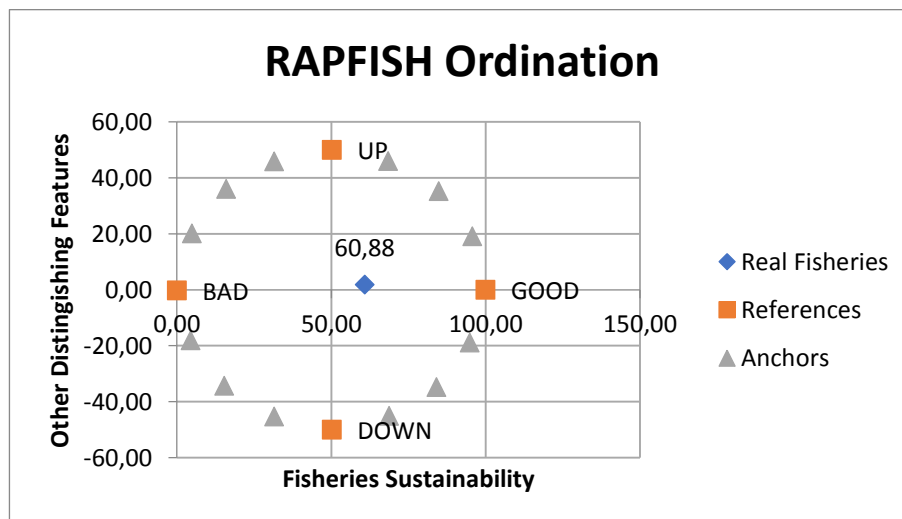 RAPFISH Ordination
Other Distingishing Features
60,00
40,00
20,00
0,00
-20,00
-40,00
-60,00
UP
60,88
BAD
GOOD
DOWN
0,00
50,00
100,00
150,00
Fisheries Sustainability
Real Fisheries
References
Anchors